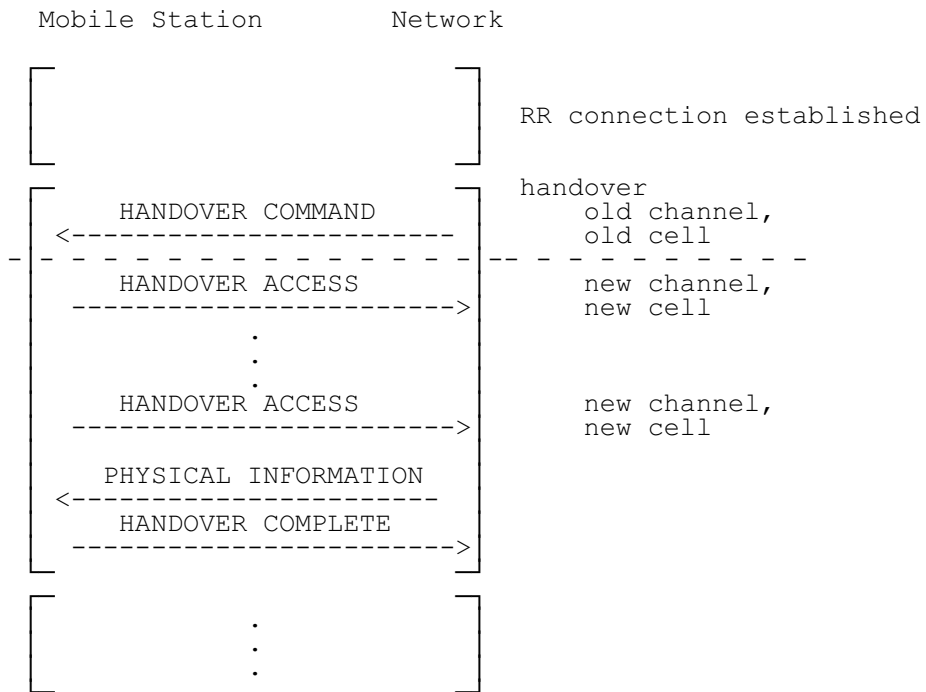 Mobile Station Network
RR connection established
handover
HANDOVER COMMAND old channel,
<------------------------ old cell
- - - - - - - - - - - - - - - -- - - - - - - - - -
HANDOVER ACCESS new channel,
------------------------> new cell
.
.
.
HANDOVER ACCESS new channel,
------------------------> new cell
PHYSICAL INFORMATION
<-----------------------
HANDOVER COMPLETE
------------------------>
.
.
.